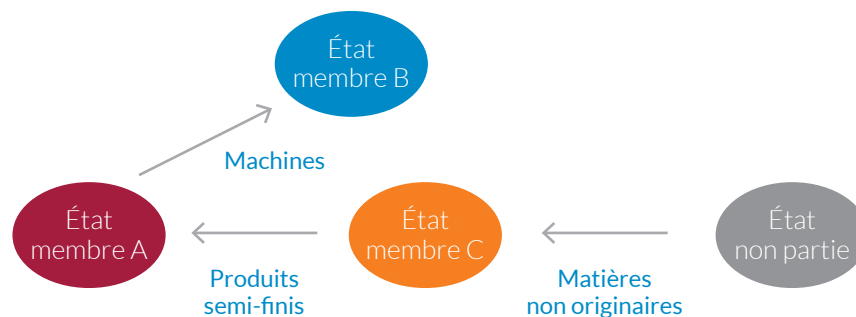 État
membre B
Machines
État
membre A
État
membre C
État
non partie
Produits
semi-finis
Matières
non originaires